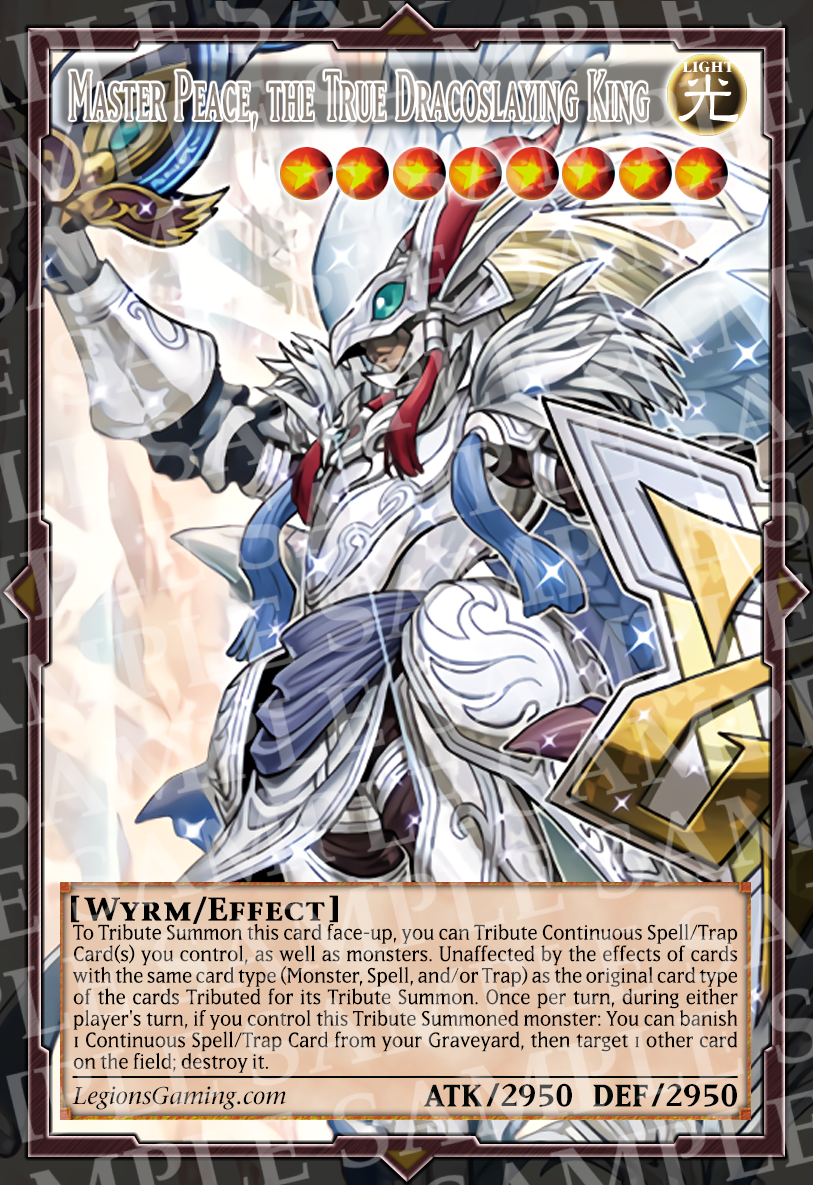 Master Peace, the True Dracoslaying King
LIGHT
光
[Wyrm/Effect]
To Tribute Summon this card face-up, you can Tribute Continuous Spell/Trap
Card(s) you control, as well as monsters. Unaffected by the effects of cards
with the same card type (Monster, Spell, and/or Trap) as the original card type
of the cards Tributed for its Tribute Summon. Once per turn, during either
player's turn, if you control this Tribute Summoned monster: You can banish
1 Continuous Spell/Trap Card from your Graveyard, then target 1 other card
on the field; destroy it.
LegionsGaming.com ATK/2950 DEF/2950
SAMPLE SAMPLE SAMPLE